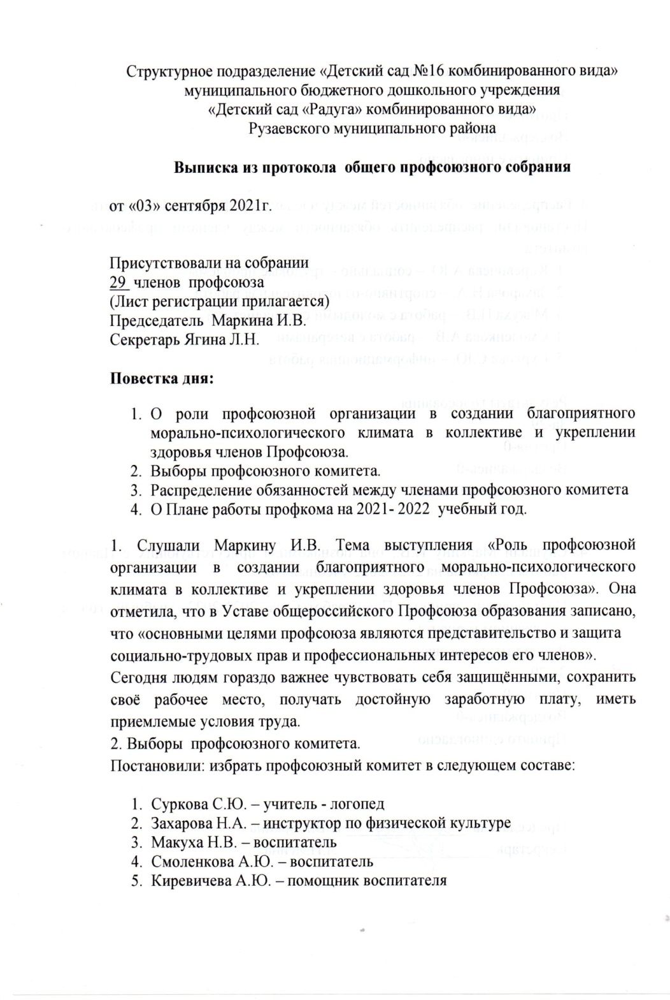 Структурное подразделение «Детский сад №16 комбинированного вида»
муниципального бюджетного дошкольного учреждения
«Детский сад «Радуга» комбинированного вида»
Рузаевского муниципального района
Выписка из протокола общего профсоюзного собрания
от «03» сентября 2021г.
Присутствовали на собрании
29 членов профсоюза
(Лист регистрации прилагается)
Председатель Маркина И.В.
Секретарь Ягина Л.Н.
Повестка дня:
1. О роли профсоюзной организации в создании благоприятного
морально-психологического климата в коллективе и укреплении
здоровья членов Профсоюза.
2. Выборы профсоюзного комитета.
3. Распределение обязанностей между членами профсоюзного комитета
4. О Плане работы профкома на 2021- 2022 учебный год.
1. Слушали Маркину И.В. Тема выступления «Роль профсоюзной
организации в создании благоприятного морально-психологического
климата в коллективе и укреплении здоровья членов Профсоюза». Она
отметила, что в Уставе общероссийского Профсоюза образования записано,
что «основными целями профсоюза являются представительство и защита
социально-трудовых прав и профессиональных интересов его членов».
Сегодня людям гораздо важнее чувствовать себя защищёнными, сохранить
своё рабочее место, получать достойную заработную плату, иметь
приемлемые условия труда.
2. Выборы профсоюзного комитета.
Постановили: избрать профсоюзный комитет в следующем составе:
1. Суркова С.Ю. – учитель - логопед
2. Захарова Н.А. – инструктор по физической культуре
3. Макуха Н.В. – воспитатель
4. Смоленкова А.Ю. – воспитатель
5. Киревичева А.Ю. – помощник воспитателя